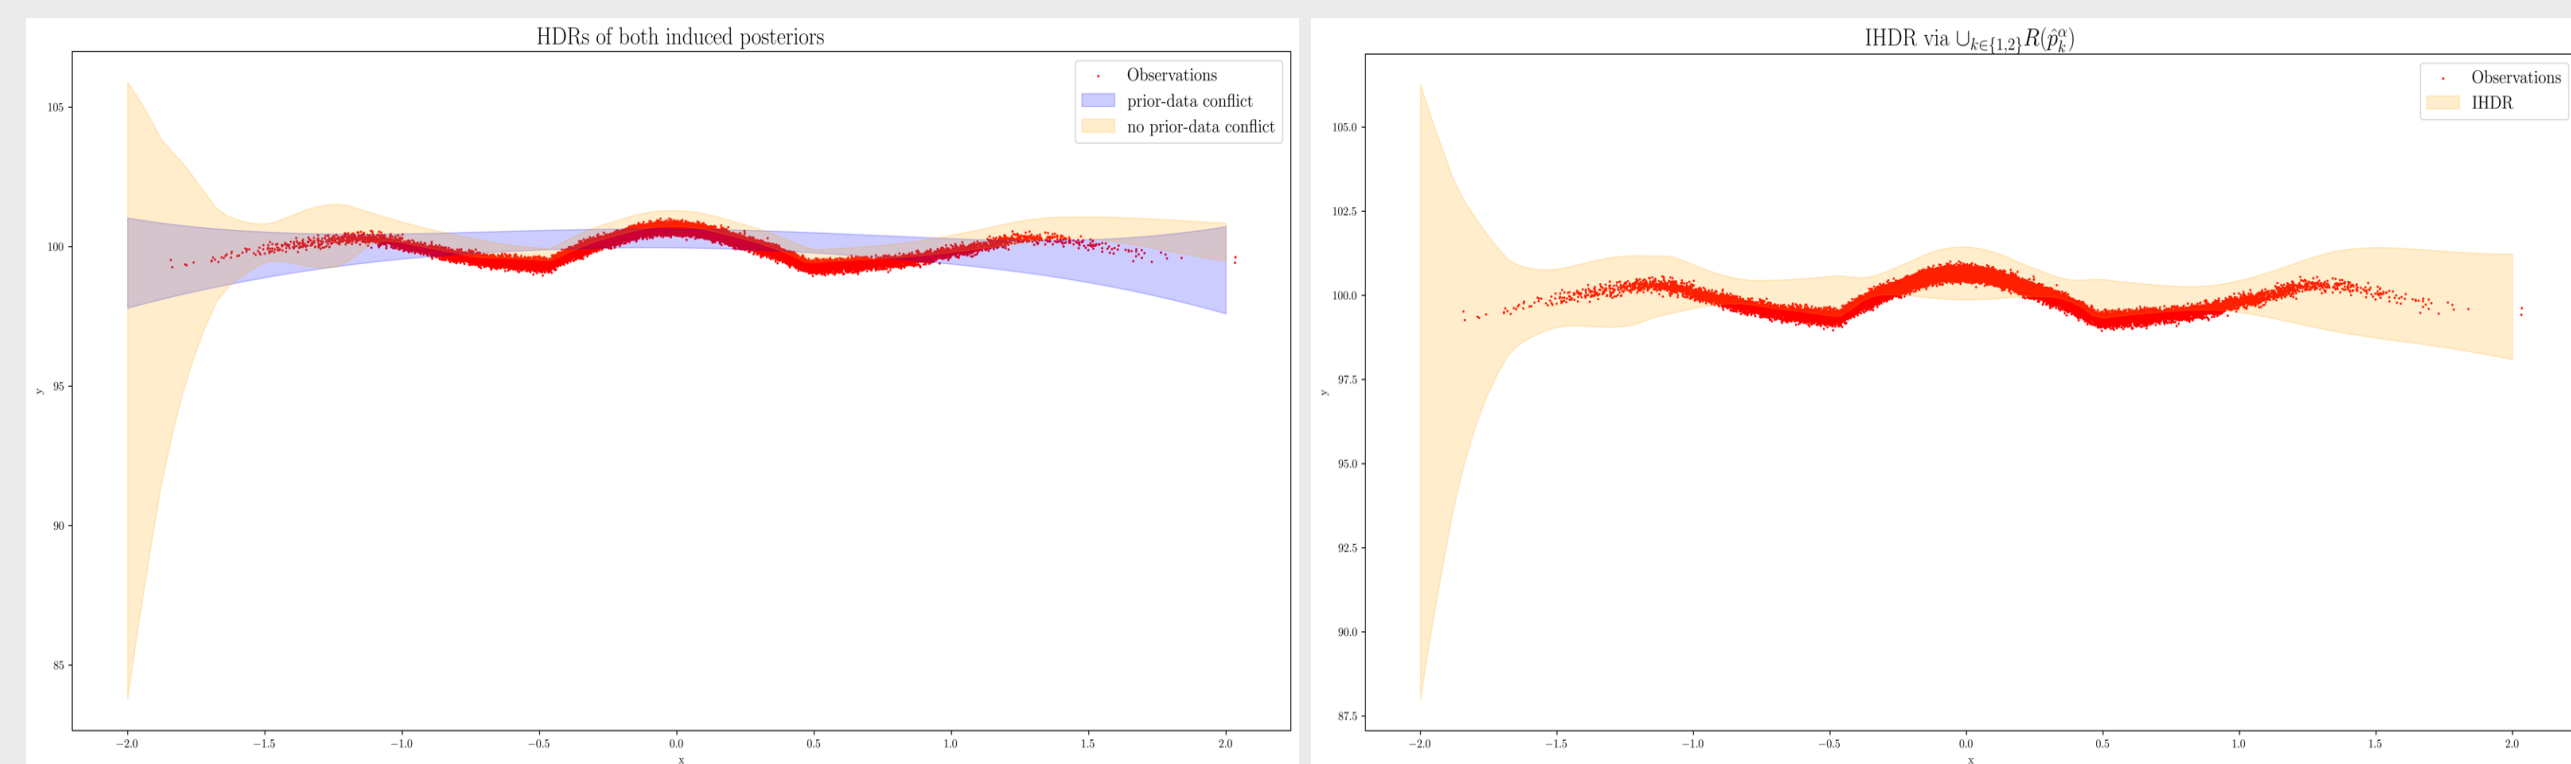 HDRs of both induced posteriors
Observations
prior-data conflict
no prior-data conflict
105
100
95
90
85
y
−2.0 −1.5 −1.0 −0.5 0.0 0.5 1.0 1.5 2.0
x
IHDR via ∪_{k∈{1,2}} R(p̂_k^α)
Observations
IHDR
105.0
102.5
100.0
97.5
95.0
92.5
90.0
87.5
y
−2.0 −1.5 −1.0 −0.5 0.0 0.5 1.0 1.5 2.0
x